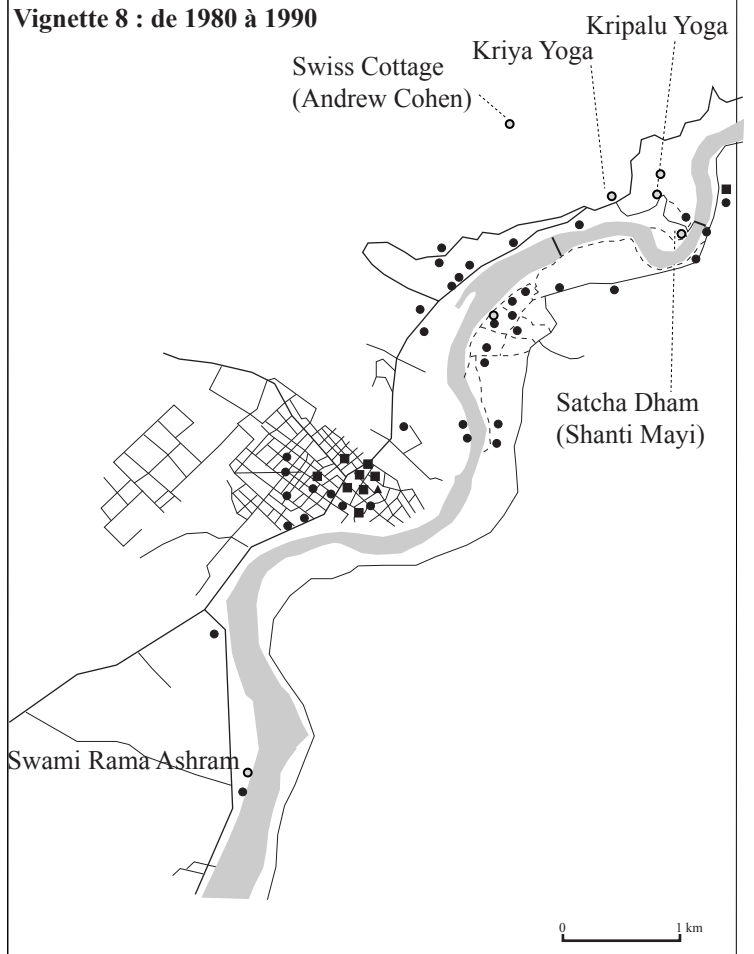 Vignette 8 : de 1980 à 1990
Kripalu Yoga
Kriya Yoga
Swiss Cottage
(Andrew Cohen)
Satcha Dham
(Shanti Mayi)
Swami Rama Ashram
0 1 km